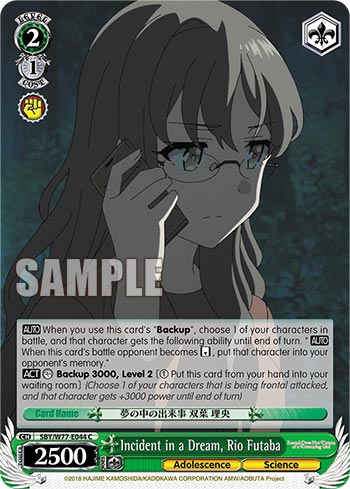 LEVEL
2
1
COST
SAMPLE
AUTO When you use this card's "Backup", choose 1 of your characters in
battle, and that character gets the following ability until end of turn. "AUTO
When this card's battle opponent becomes [ ], put that character into your
opponent's memory."
ACT Backup 3000, Level 2 [① Put this card from your hand into your
waiting room] (Choose 1 of your characters that is being frontal attacked,
and that character gets +3000 power until end of turn)
Card Name
夢の中の出来事 双葉 理央
CH SBY/W77-E044 C
Incident in a Dream, Rio Futaba
2500
Adolescence
Science
©2018 HAJIME KAMOSHIDA/KADOKAWA CORPORATION AMW/AOBUTA Project